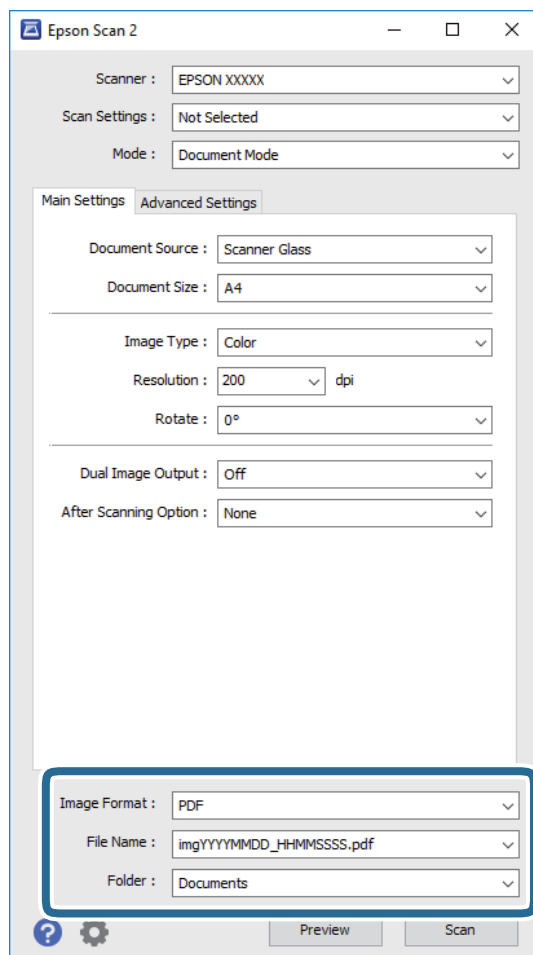 Epson Scan 2
Scanner : EPSON XXXXX
Scan Settings : Not Selected
Mode : Document Mode
Main Settings Advanced Settings
Document Source : Scanner Glass
Document Size : A4
Image Type : Color
Resolution : 200 dpi
Rotate : 0°
Dual Image Output : Off
After Scanning Option : None
Image Format : PDF
File Name : imgYYYYMMDD_HHMMSSSS.pdf
Folder : Documents
? Preview Scan